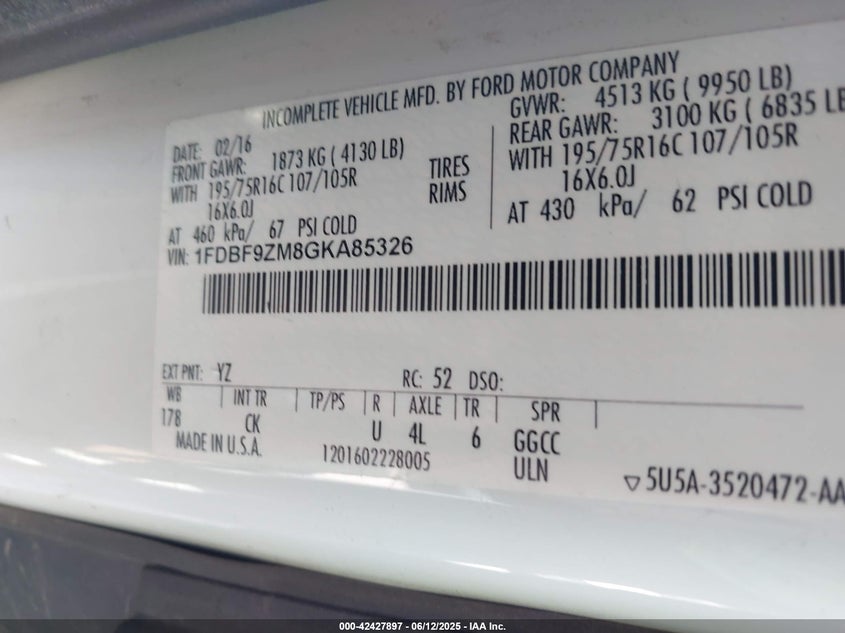 INCOMPLETE VEHICLE MFD. BY FORD MOTOR COMPANY
DATE: 02/16
GVWR: 4513 KG ( 9950 LB)
FRONT GAWR: 1873 KG ( 4130 LB)
REAR GAWR: 3100 KG ( 6835 LB
WITH 195/75R16C 107/105R TIRES WITH 195/75R16C 107/105R
16X6.0J RIMS 16X6.0J
AT 460 kPa/ 67 PSI COLD AT 430 kPa/ 62 PSI COLD
VIN: 1FDBF9ZM8GKA85326
EXT PNT: YZ RC: 52 DSO:
WB | INT TR | TP/PS | R | AXLE | TR | SPR |
178 CK U 4L 6 GGCC
MADE IN U.S.A. 1201602228005 ULN
▽5U5A-3520472-AA
000-42427897 - 06/12/2025 - IAA Inc.